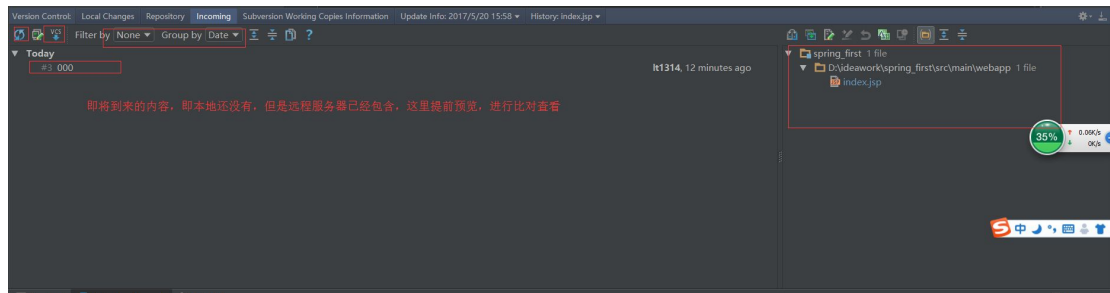 Version Control: Local Changes Repository Incoming Subversion Working Copies Information Update Info: 2017/5/20 15:58 History: index.jsp
VCS Filter by None Group by Date ?
Today
#3 000
lt1314, 12 minutes ago
即将到来的内容，即本地还没有，但是远程服务器已经包含，这里提前预览，进行比对查看
spring_first 1 file
D:\ideawork\spring_first\src\main\webapp 1 file
index.jsp
35%
0.06K/s
0K/s
中